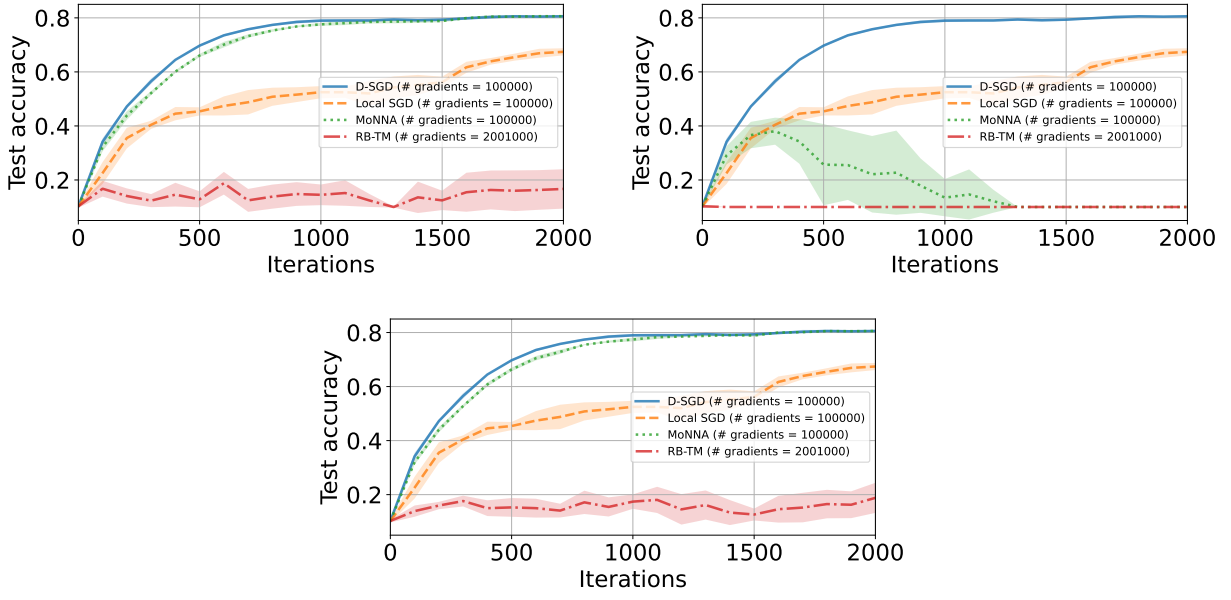 Test accuracy
0.8
0.6
0.4
0.2
D-SGD (# gradients = 100000)
Local SGD (# gradients = 100000)
MoNNA (# gradients = 100000)
RB-TM (# gradients = 2001000)
0 500 1000 1500 2000
Iterations
Test accuracy
0.8
0.6
0.4
0.2
D-SGD (# gradients = 100000)
Local SGD (# gradients = 100000)
MoNNA (# gradients = 100000)
RB-TM (# gradients = 2001000)
0 500 1000 1500 2000
Iterations
Test accuracy
0.8
0.6
0.4
0.2
D-SGD (# gradients = 100000)
Local SGD (# gradients = 100000)
MoNNA (# gradients = 100000)
RB-TM (# gradients = 2001000)
0 500 1000 1500 2000
Iterations